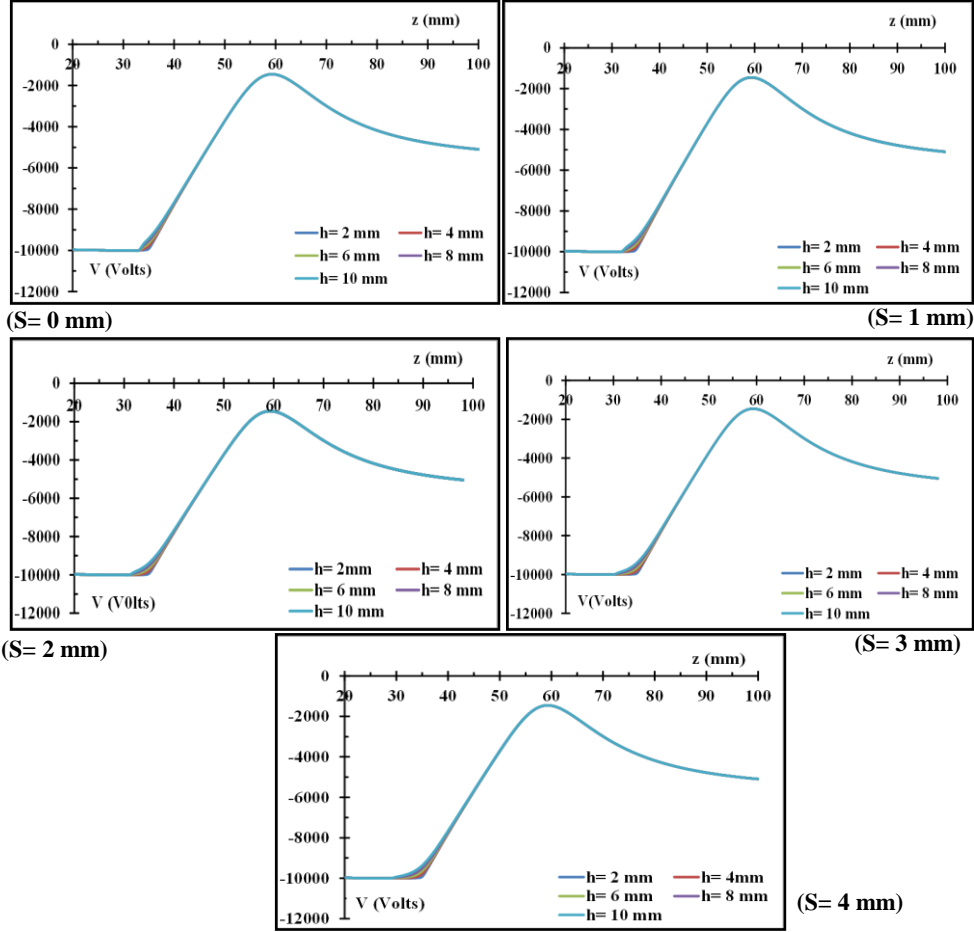 z (mm)
0
20 30 40 50 60 70 80 90 100
-2000
-4000
-6000
-8000
-10000
-12000
V (Volts)
h= 2 mm h= 4 mm
h= 6 mm h= 8 mm
h= 10 mm
(S= 0 mm)
z (mm)
0
20 30 40 50 60 70 80 90 100
-2000
-4000
-6000
-8000
-10000
-12000
V (Volts)
h= 2 mm h= 4 mm
h= 6 mm h= 8 mm
h= 10 mm
(S= 1 mm)
z (mm)
0
20 30 40 50 60 70 80 90 100
-2000
-4000
-6000
-8000
-10000
-12000
V (V0lts)
h= 2mm h= 4 mm
h= 6 mm h= 8 mm
h= 10 mm
(S= 2 mm)
z (mm)
0
20 30 40 50 60 70 80 90 100
-2000
-4000
-6000
-8000
-10000
-12000
V(Volts)
h= 2 mm h= 4 mm
h= 6 mm h= 8 mm
h= 10 mm
(S= 3 mm)
z (mm)
0
20 30 40 50 60 70 80 90 100
-2000
-4000
-6000
-8000
-10000
-12000
V (Volts)
h= 2 mm h= 4mm
h= 6 mm h= 8 mm
h= 10 mm
(S= 4 mm)